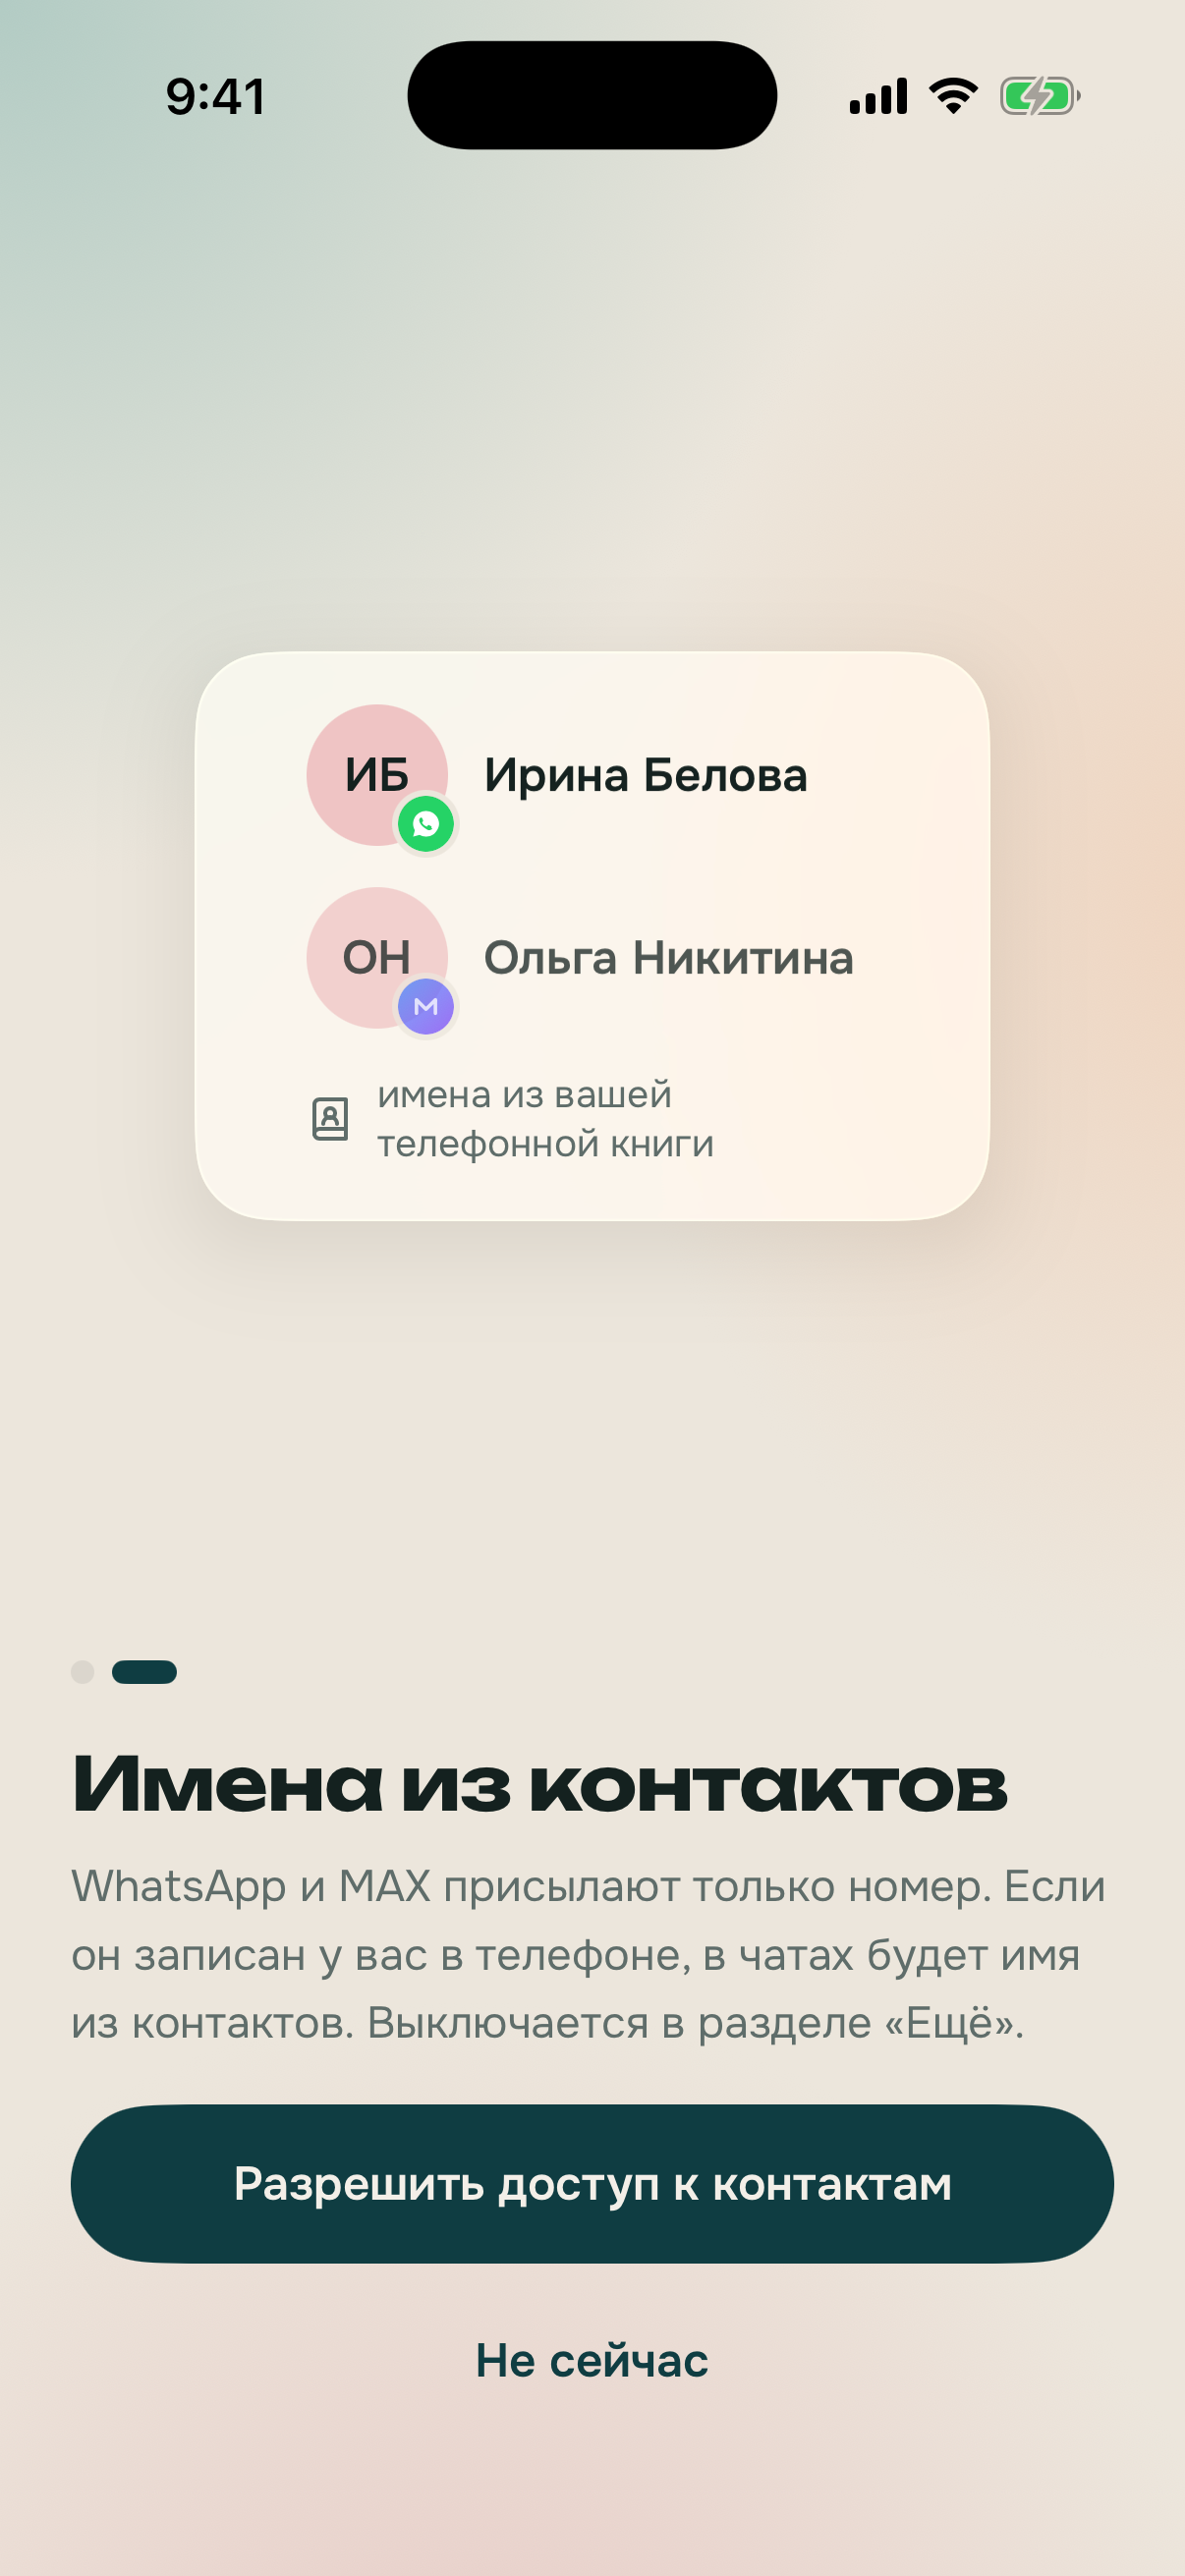 9:41
ИБ
Ирина Белова
ОН
Ольга Никитина
имена из вашей
телефонной книги
Имена из контактов
WhatsApp и MAX присылают только номер. Если
он записан у вас в телефоне, в чатах будет имя
из контактов. Выключается в разделе «Ещё».
Разрешить доступ к контактам
Не сейчас